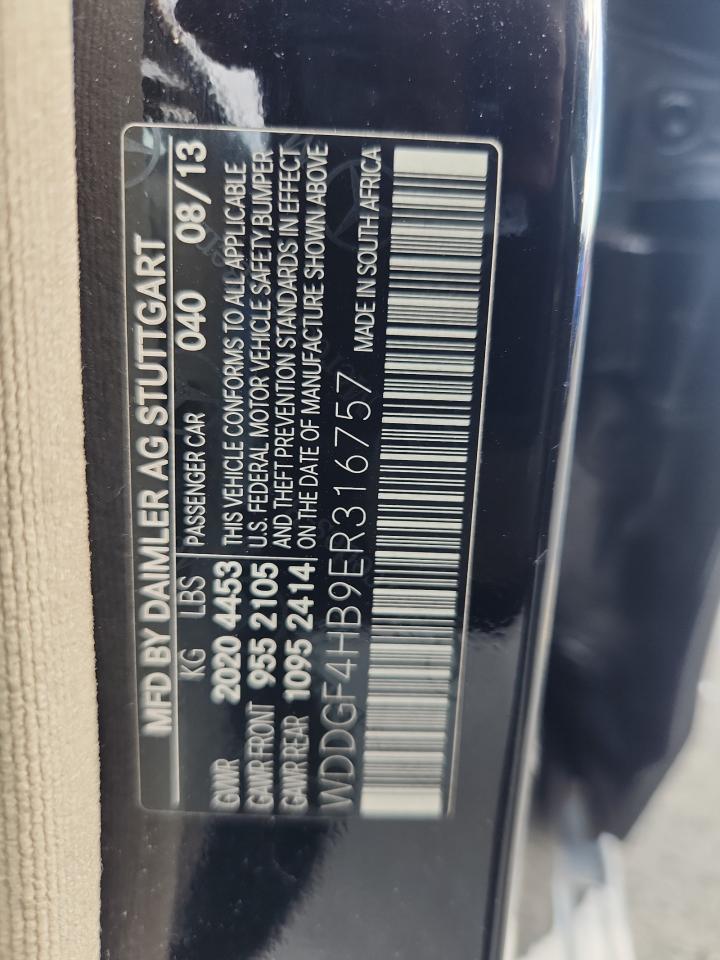 MFD BY DAIMLER AG STUTTGART
KG LBS PASSENGER CAR 040 08/13
GVWR 2020 4453 THIS VEHICLE CONFORMS TO ALL APPLICABLE
GAWR FRONT 955 2105 U.S. FEDERAL MOTOR VEHICLE SAFETY,BUMPER
GAWR REAR 1095 2414 AND THEFT PREVENTION STANDARDS IN EFFECT
ON THE DATE OF MANUFACTURE SHOWN ABOVE
WDDGF4HB9ER316757 MADE IN SOUTH AFRICA